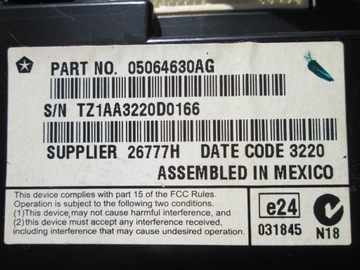 PART NO. 05064630AG
S/N TZ1AA3220D0166
SUPPLIER 26777H DATE CODE 3220
ASSEMBLED IN MEXICO
This device complies with part 15 of the FCC Rules.
Operation is subject to the following two conditions.
(1)This device may not cause harmful interference, and
(2)this device must accept any interference received,
including interference that may cause undesired operation.
e24
031845
N18